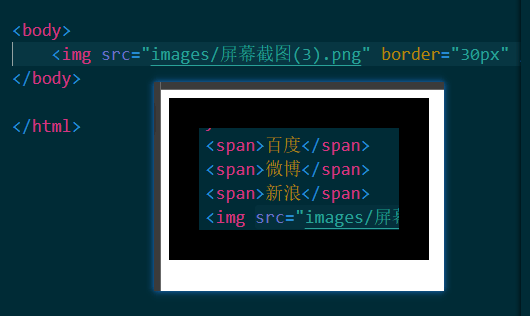 <body>
<img src="images/屏幕截图(3).png" border="30px"
</body>
</html>
<span>百度</span>
<span>微博</span>
<span>新浪</span>
<img src="images/屏幕